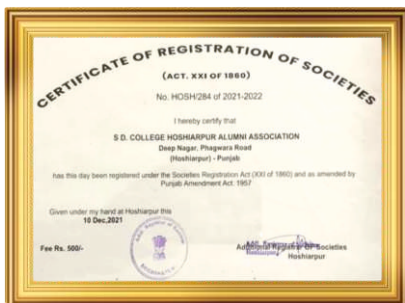 CERTIFICATE OF REGISTRATION OF SOCIETIES
(ACT. XXI OF 1860)
No. HOSH/284 of 2021-2022
I hereby certify that
S D. COLLEGE HOSHIARPUR ALUMNI ASSOCIATION
Deep Nagar, Phagwara Road
(Hoshiarpur) - Punjab
has this day been registered under the Societies Registration Act (XXI of 1860) and as amended by
Punjab Amendment Act. 1957
Given under my hand at Hoshiarpur this
10 Dec,2021
Fee Rs. 500/-
Additional Registrar Of Societies
Hoshiarpur